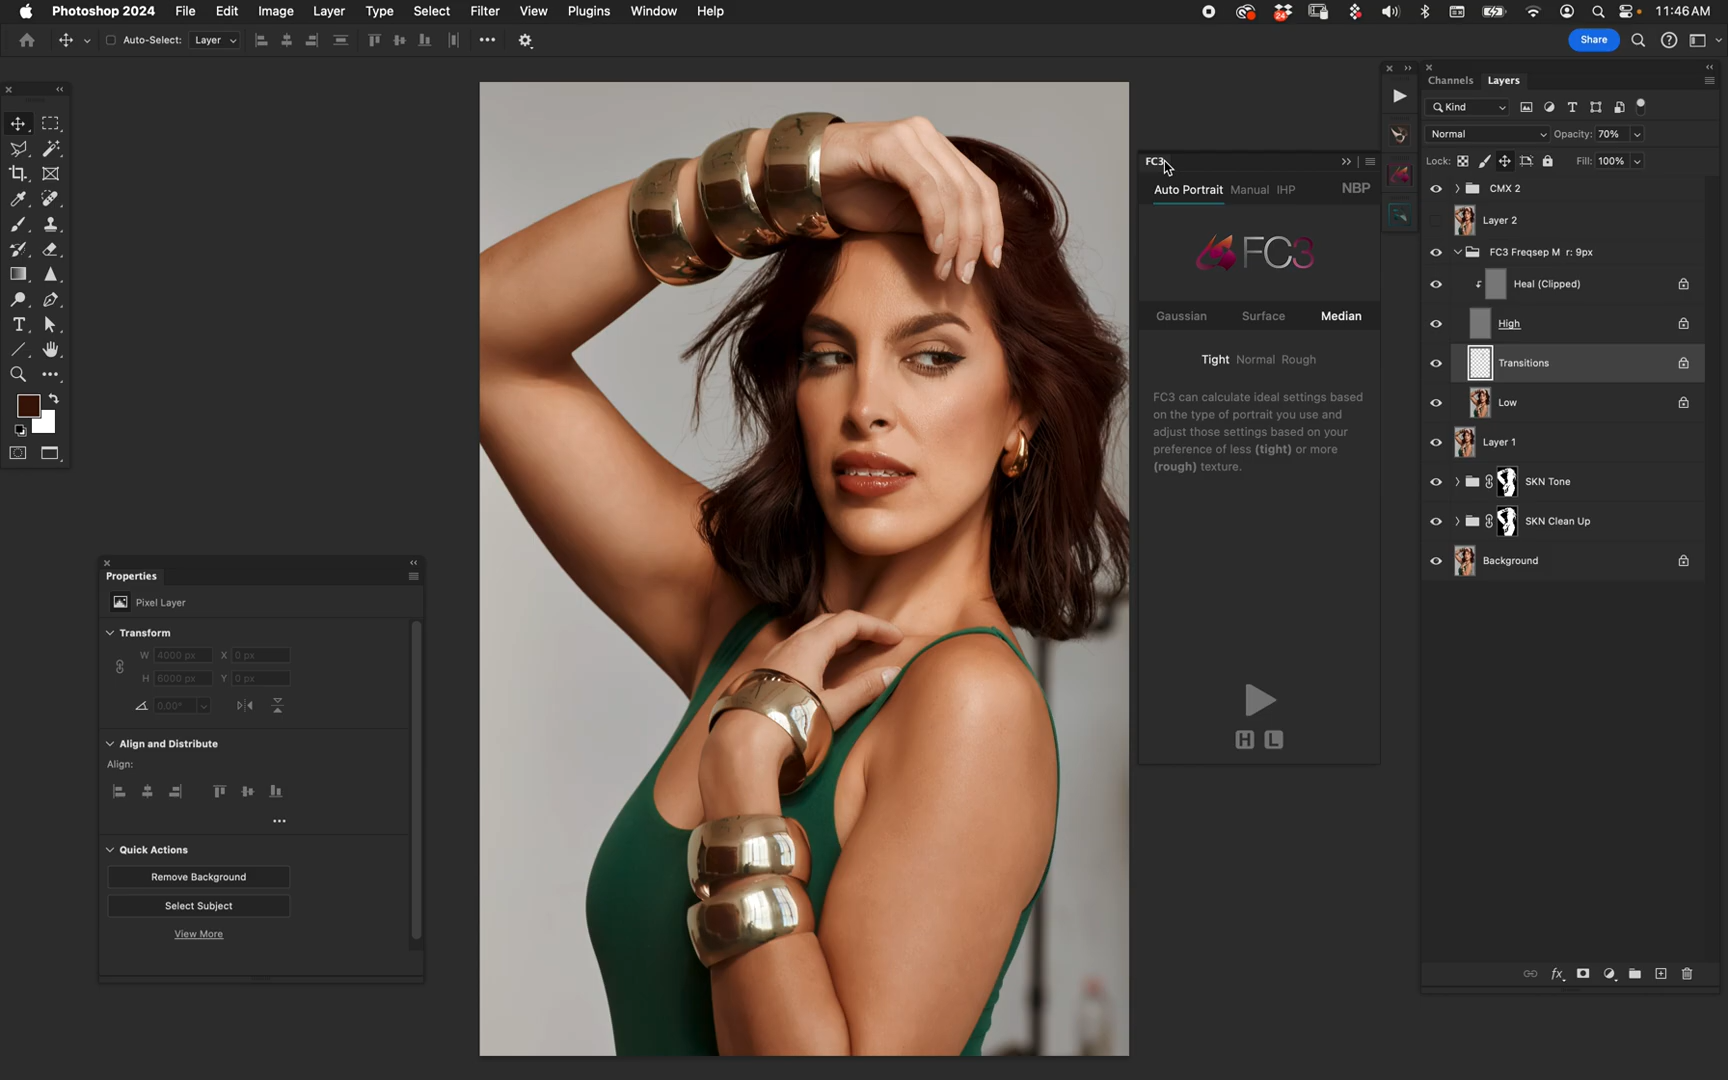 Photoshop 2024 File Edit Image Layer Type Select Filter View Plugins Window Help 24 11:46 AM
Auto-Select: Layer Share
Channels Layers
Kind
Normal Opacity: 70%
Lock: Fill: 100%
CMX 2
Layer 2
FC3 Freqsep M r: 9px
Heal (Clipped)
High
Transitions
Low
Layer 1
SKN Tone
SKN Clean Up
Background
FC3
Auto Portrait Manual IHP NBP
FC3
Gaussian Surface Median
Tight Normal Rough
FC3 can calculate ideal settings based
on the type of portrait you use and
adjust those settings based on your
preference of less (tight) or more
(rough) texture.
H L
Properties
Pixel Layer
Transform
W 4000 px X 0 px
H 6000 px Y 0 px
0.00°
Align and Distribute
Align:
Quick Actions
Remove Background
Select Subject
View More